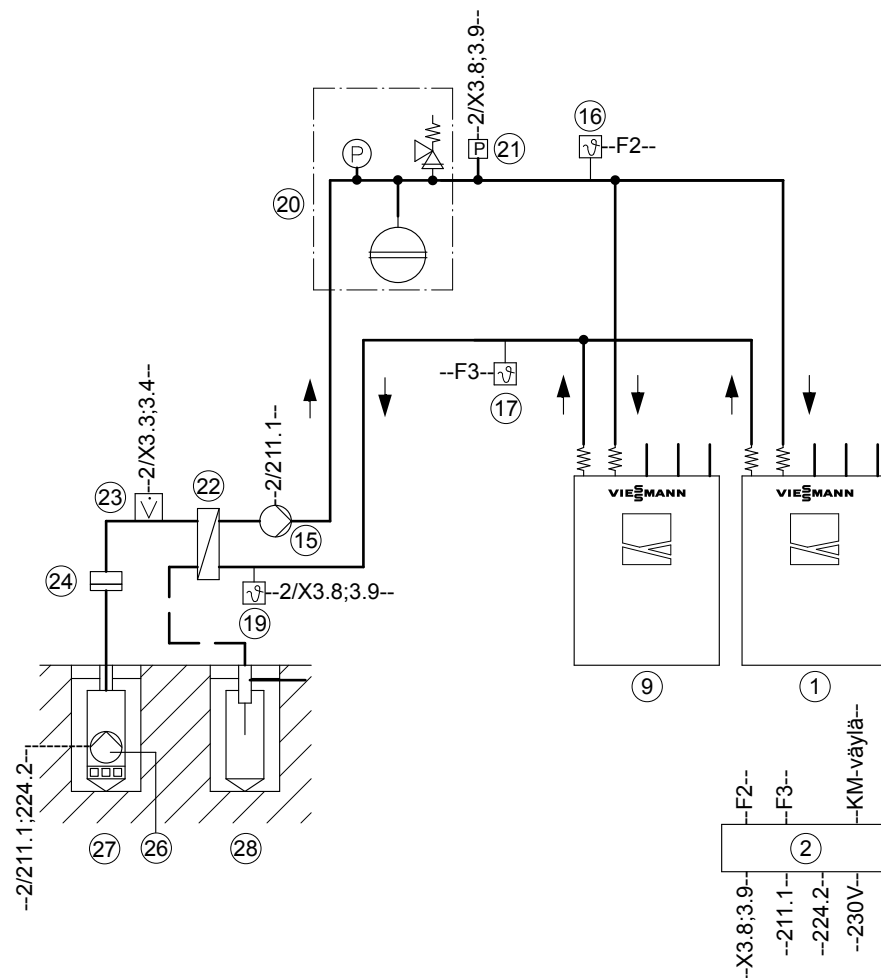 --2/X3.8;3.9--
16
P
P
21
--F2--
20
--F3--
17
--2/X3.3;3.4--
--2/211.1--
23
22
15
VIESMANN
VIESMANN
24
--2/X3.8;3.9--
19
9
1
--2/211.1;224.2--
27
26
28
--F2--
--F3--
--KM-väylä--
2
--X3.8;3.9--
--211.1--
--224.2--
--230V--